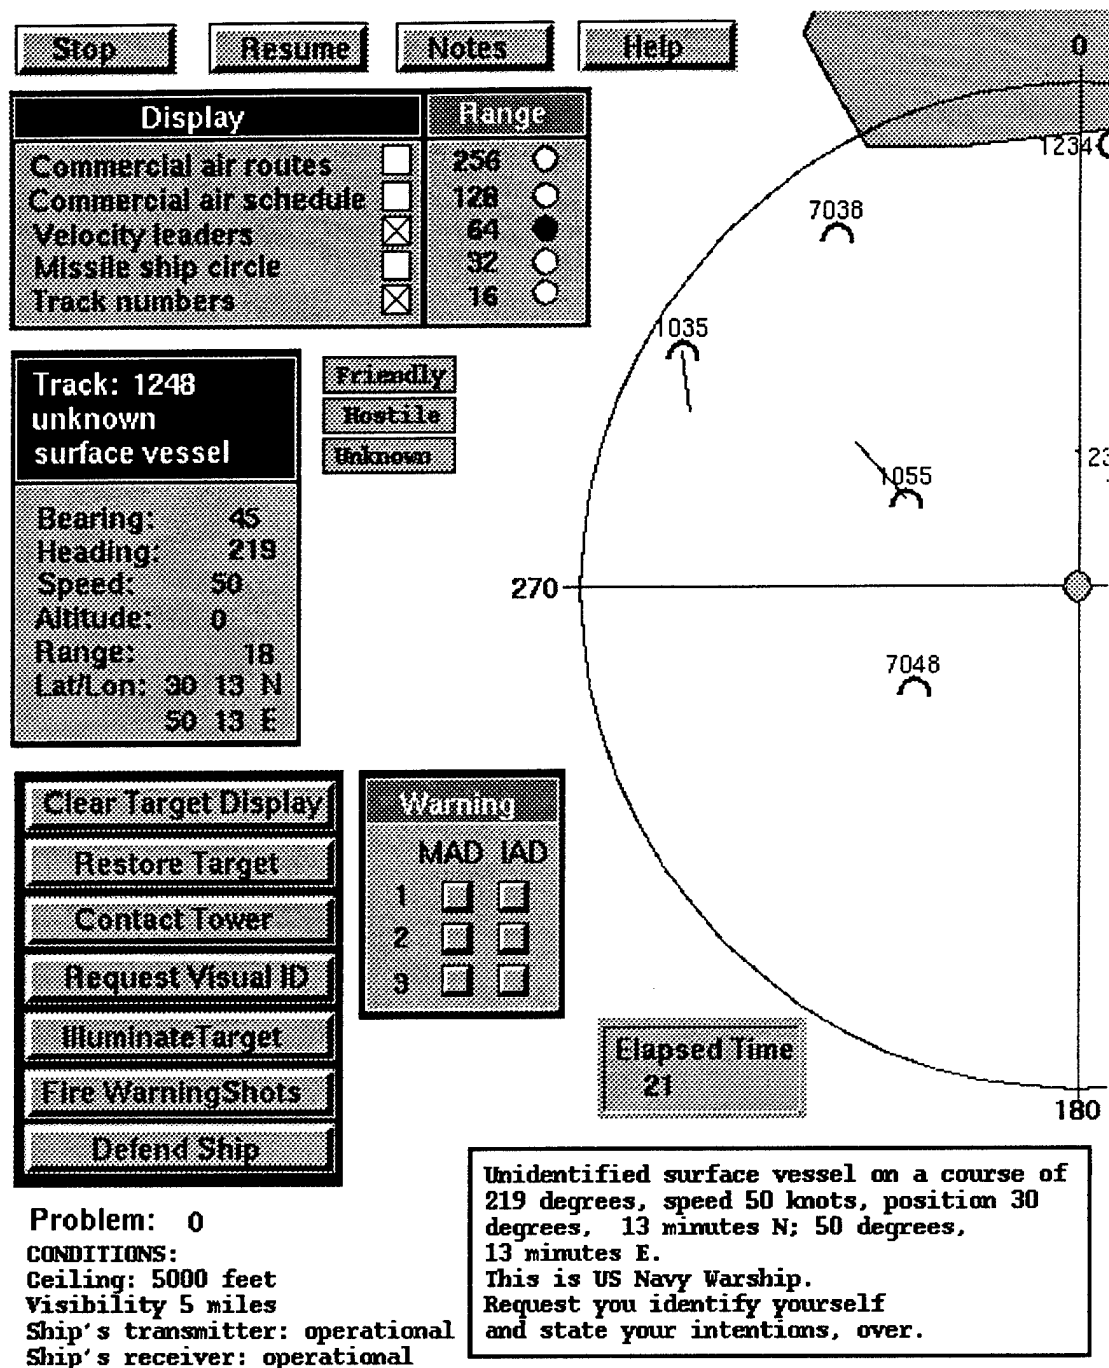 Stop
Resume
Notes
Help
Display
Range
Commercial air routes
256
Commercial air schedule
128
Velocity leaders
64
Missile ship circle
32
Track numbers
16
0
1234
7038
1035
1055
123
270
7048
180
Track: 1248
unknown
surface vessel
Friendly
Hostile
Unknown
Bearing: 45
Heading: 219
Speed: 50
Altitude: 0
Range: 18
Lat/Lon: 30 13 N
50 13 E
Clear Target Display
Restore Target
Contact Tower
Request Visual ID
IlluminateTarget
Fire WarningShots
Defend Ship
Warning
MAD IAD
1
2
3
Elapsed Time
21
Problem: 0
CONDITIONS:
Ceiling: 5000 feet
Visibility 5 miles
Ship's transmitter: operational
Ship's receiver: operational
Unidentified surface vessel on a course of
219 degrees, speed 50 knots, position 30
degrees, 13 minutes N; 50 degrees,
13 minutes E.
This is US Navy Warship.
Request you identify yourself
and state your intentions, over.